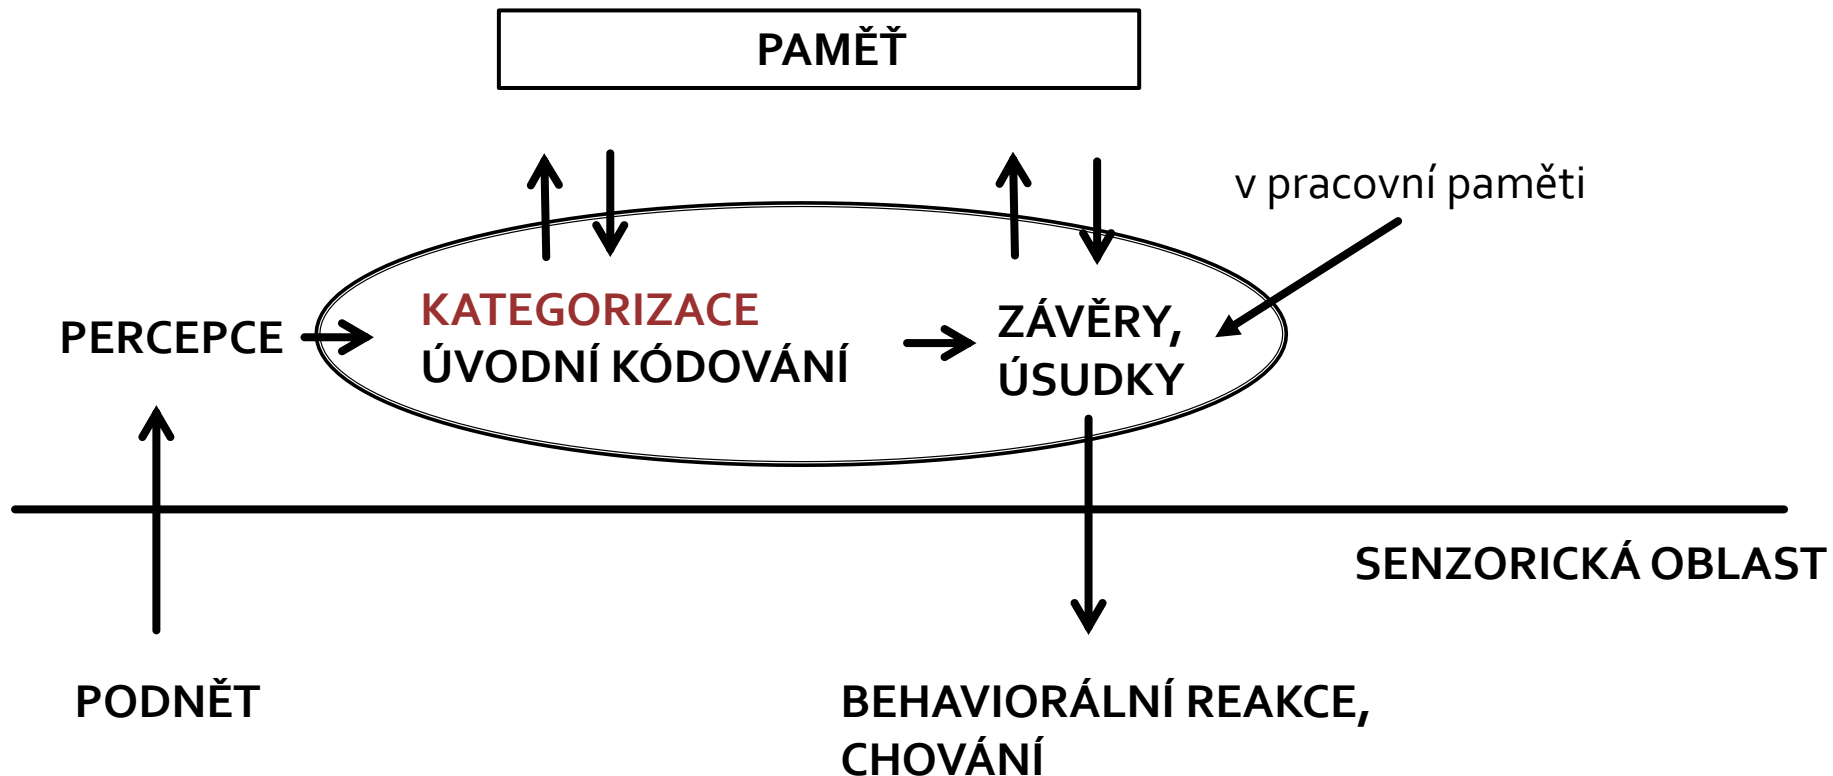 PAMĚŤ
v pracovní paměti
PERCEPCE
KATEGORIZACE
ÚVODNÍ KÓDOVÁNÍ
ZÁVĚRY,
ÚSUDKY
SENZORICKÁ OBLAST
PODNĚT
BEHAVIORÁLNÍ REAKCE,
CHOVÁNÍ